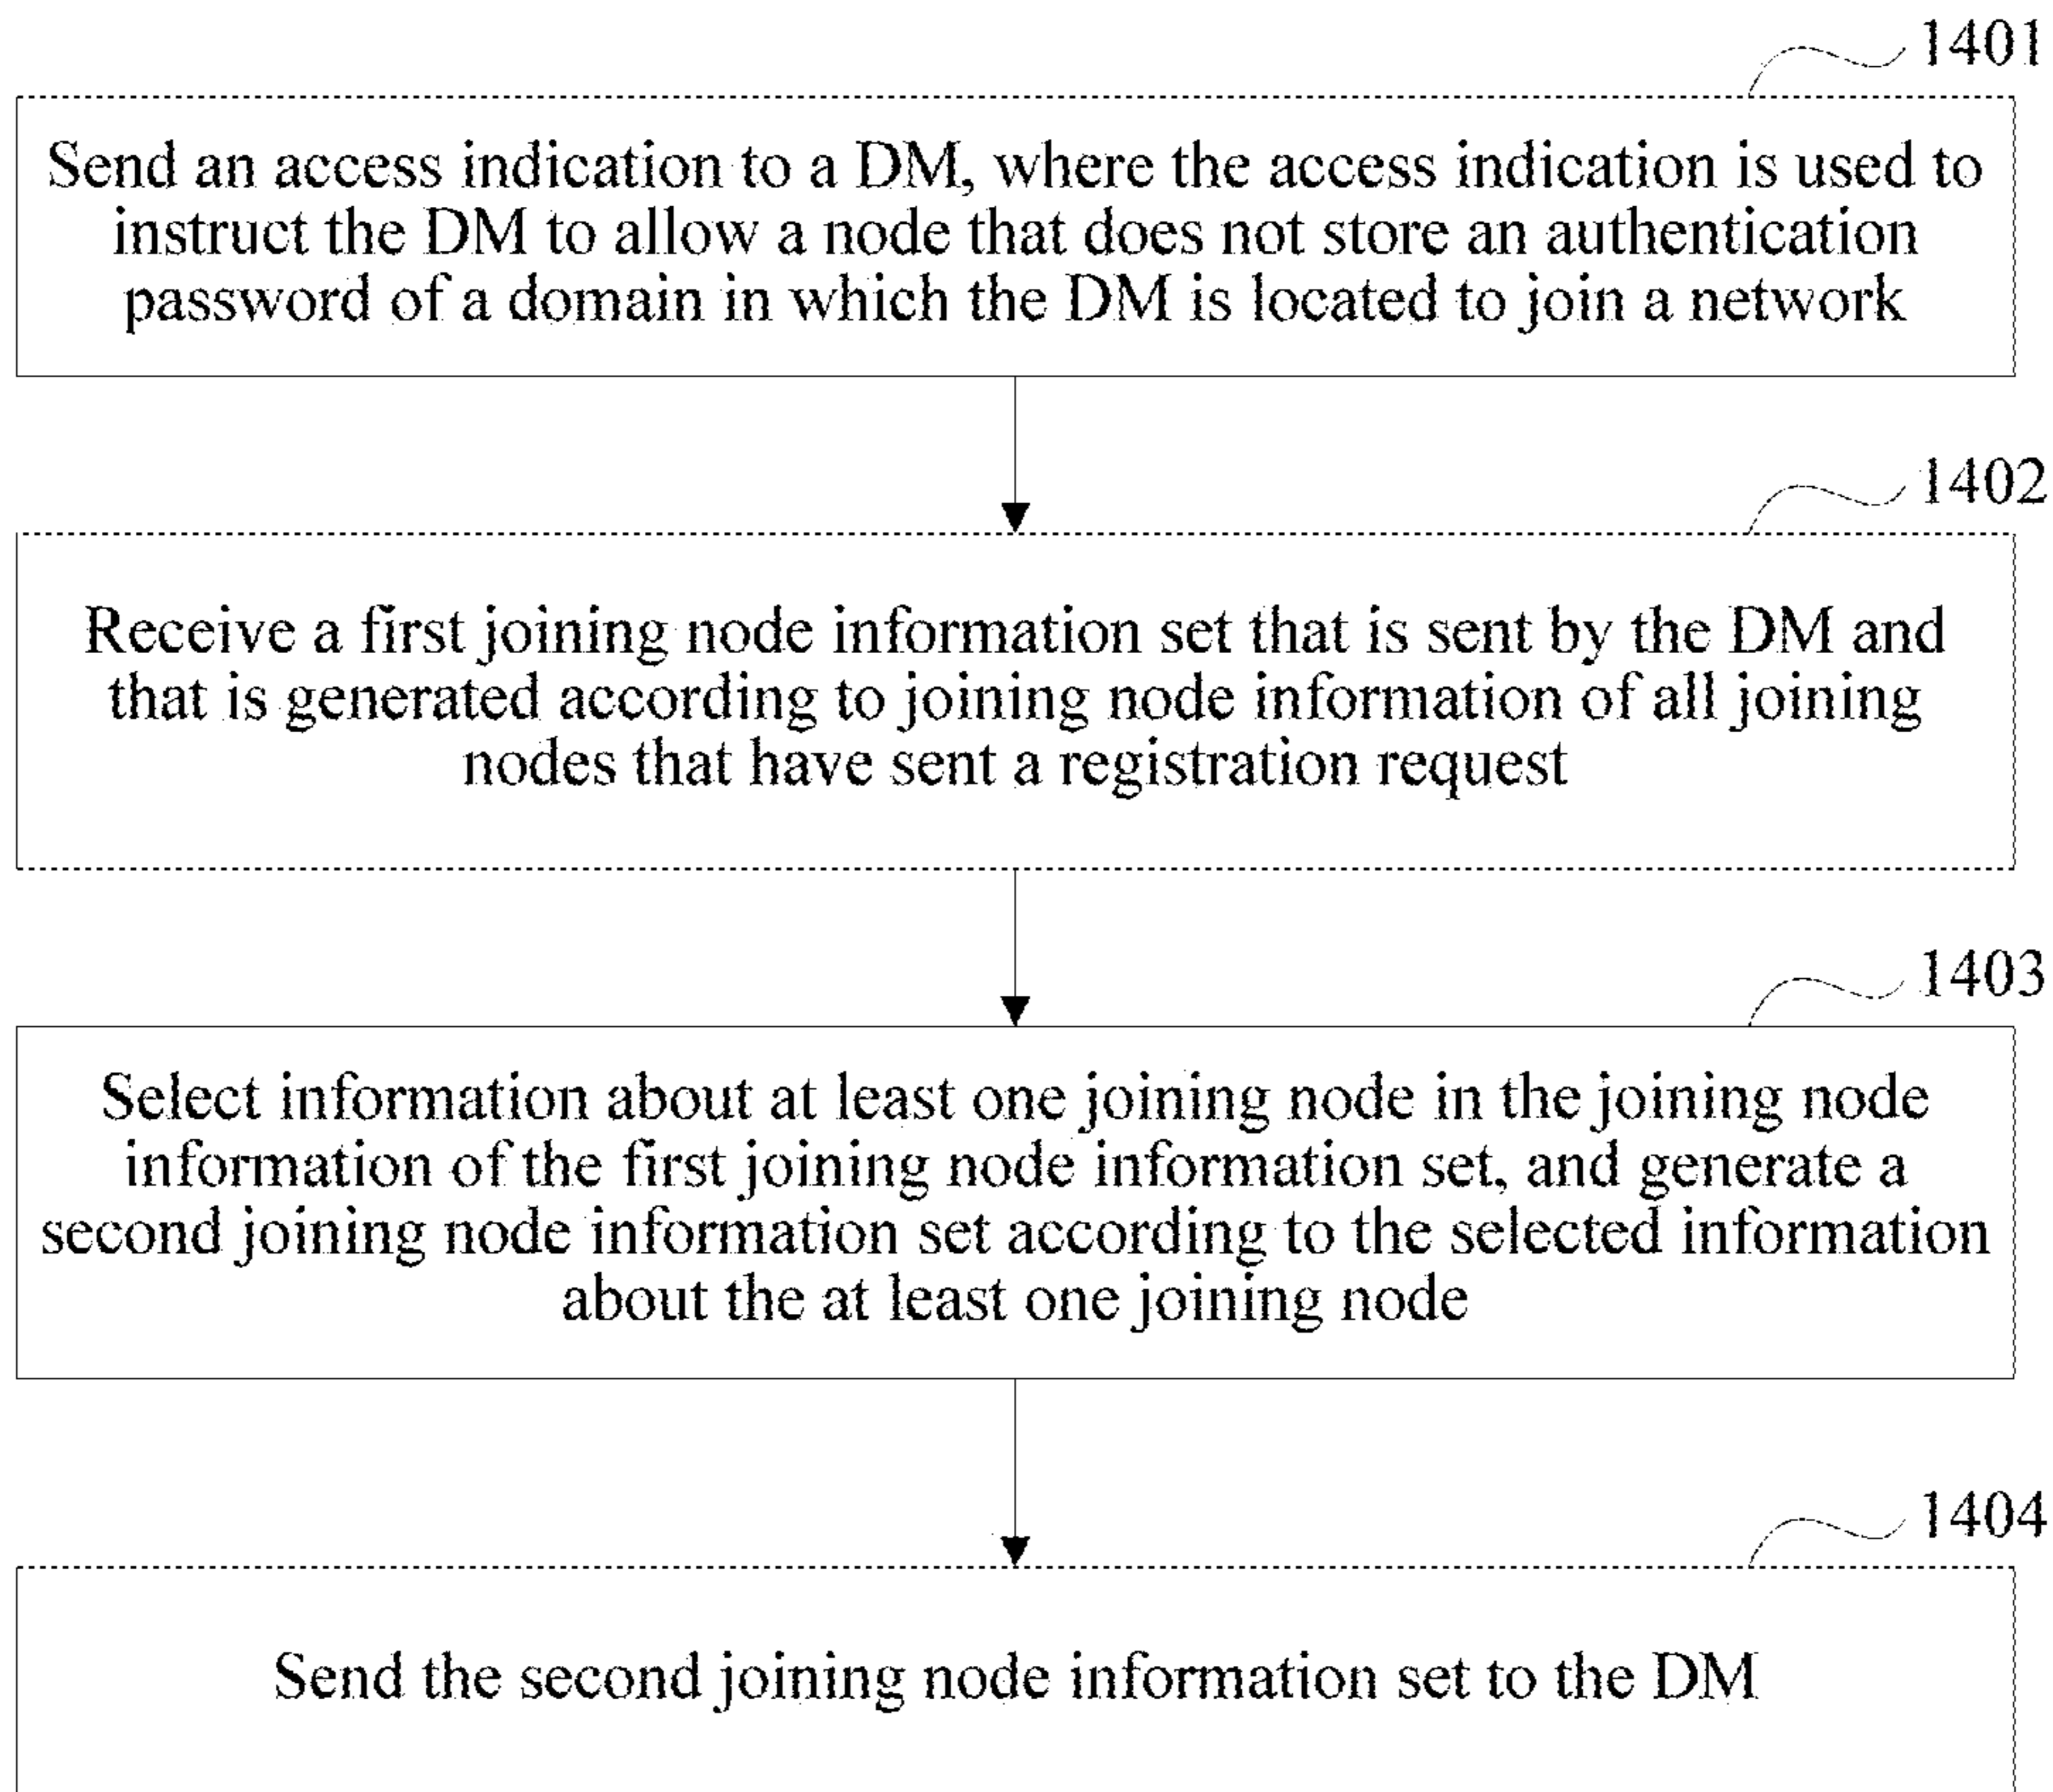 1401
Send an access indication to a DM, where the access indication is used to
instruct the DM to allow a node that does not store an authentication
password of a domain in which the DM is located to join a network
1402
Receive a first joining node information set that is sent by the DM and
that is generated according to joining node information of all joining
nodes that have sent a registration request
1403
Select information about at least one joining node in the joining node
information of the first joining node information set, and generate a
second joining node information set according to the selected information
about the at least one joining node
1404
Send the second joining node information set to the DM